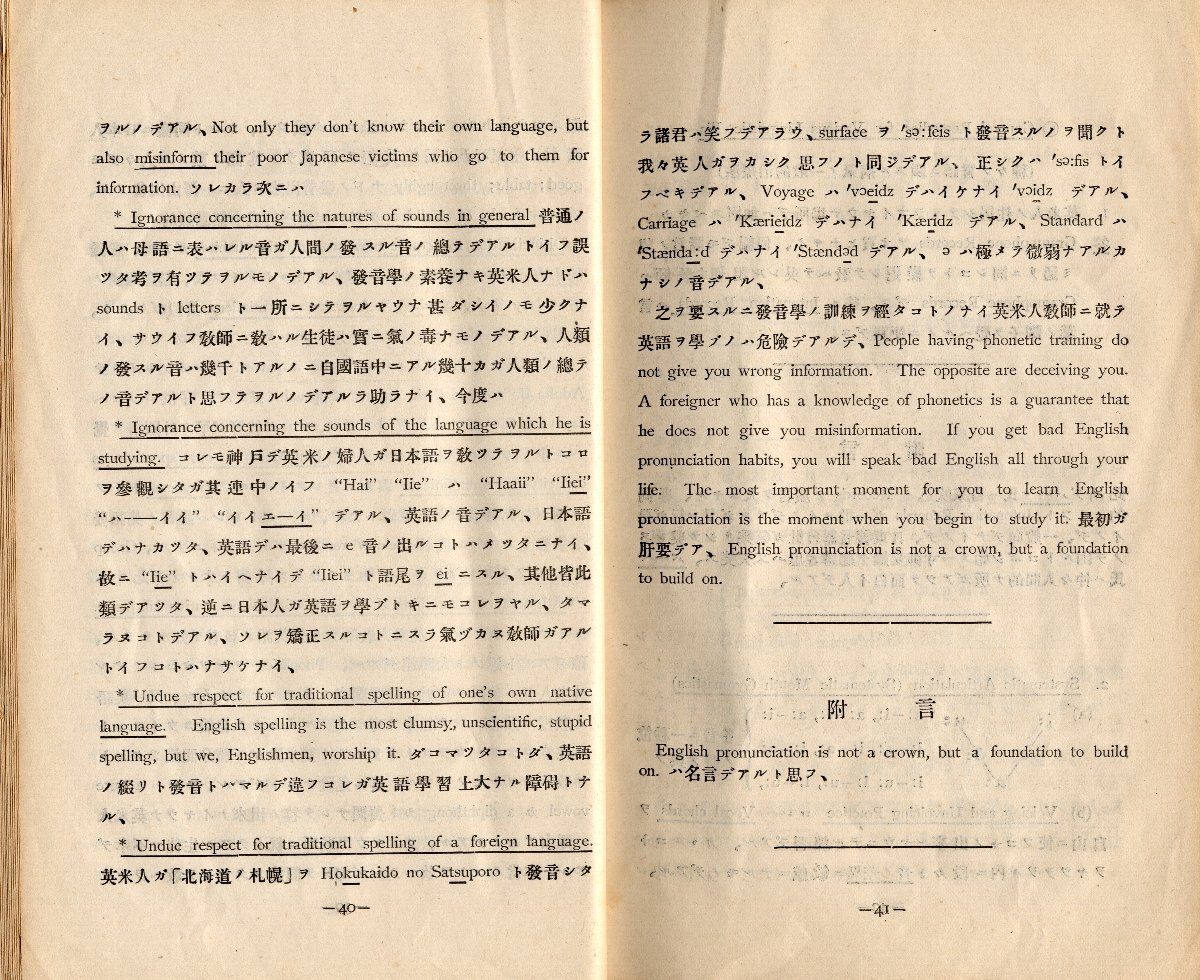 ヲルノデアル、Not only they don't know their own language, but
also misinform their poor Japanese victims who go to them for
information. ソレカラ次ニハ
* Ignorance concerning the natures of sounds in general 普通ノ
人ハ母語ニ表ハレル音ガ人間ノ發スル音ノ總テデアルトイフ誤
ツタ考ヲ有ツテヲルモノデアル、發音學ノ素養ナキ英米人ナドハ
sounds ト letters ト一所ニシテヲルヤウナ甚ダシイノモ少クナ
イ、サウイフ敎師ニ敎ハル生徒ハ實ニ氣ノ毒ナモノデアル、人類
ノ發スル音ハ幾千トアルノニ自國語中ニアル幾十カガ人類ノ總テ
ノ音デアルト思フテヲルノデアルラ助ラナイ、今度ハ
* Ignorance concerning the sounds of the language which he is
studying. コレモ神戸デ英米ノ婦人ガ日本語ヲ敎ツテヲルトコロ
ヲ參觀シタガ其連中ノイフ “Hai” “Iie” ハ “Haaii” “Iiei”
“ハ——イイ” “イイエ—イ” デアル、英語ノ音デアル、日本語
デハナカツタ、英語デハ最後ニ e 音ノ出ルコトハメツタニナイ、
故ニ “Iie” トハイヘナイデ “Iiei” ト語尾ヲ ei ニスル、其他皆此
類デアツタ、逆ニ日本人ガ英語ヲ學ブトキニモコレヲヤル、タマ
ラヌコトデアル、ソレヲ矯正スルコトニスラ氣ヅカヌ敎師ガアル
トイフコトハナサケナイ、
* Undue respect for traditional spelling of one's own native
language. English spelling is the most clumsy, unscientific, stupid
spelling, but we, Englishmen, worship it. ダコマツタコトダ、英語
ノ綴リト發音トハマルデ違フコレガ英語學習上大ナル障碍トナ
ル、
* Undue respect for traditional spelling of a foreign language.
英米人ガ「北海道ノ札幌」ヲ Hokukaido no Satsuporo ト發音シタ
—40—
ラ諸君ハ笑フデアラウ、surface ヲ 'sə:feis ト發音スルノヲ聞クト
我々英人ガヲカシク思フノト同ジデアル、正シクハ 'sə:fis トイ
フベキデアル、Voyage ハ 'vɔeidz デハイケナイ 'vɔidz デアル、
Carriage ハ 'Kærieidz デハナイ 'Kæridz デアル、Standard ハ
'Stænda:d デハナイ 'Stændəd デアル、ə ハ極メテ微弱ナアルカ
ナシノ音デアル、
之ヲ要スルニ發音學ノ訓練ヲ經タコトノナイ英米人敎師ニ就テ
英語ヲ學ブノハ危險デアルデ、People having phonetic training do
not give you wrong information. The opposite are deceiving you.
A foreigner who has a knowledge of phonetics is a guarantee that
he does not give you misinformation. If you get bad English
pronunciation habits, you will speak bad English all through your
life. The most important moment for you to learn English
pronunciation is the moment when you begin to study it. 最初ガ
肝要デア、English pronunciation is not a crown, but a foundation
to build on.
附言
English pronunciation is not a crown, but a foundation to build
on. ハ名言デアルト思フ、
—41—